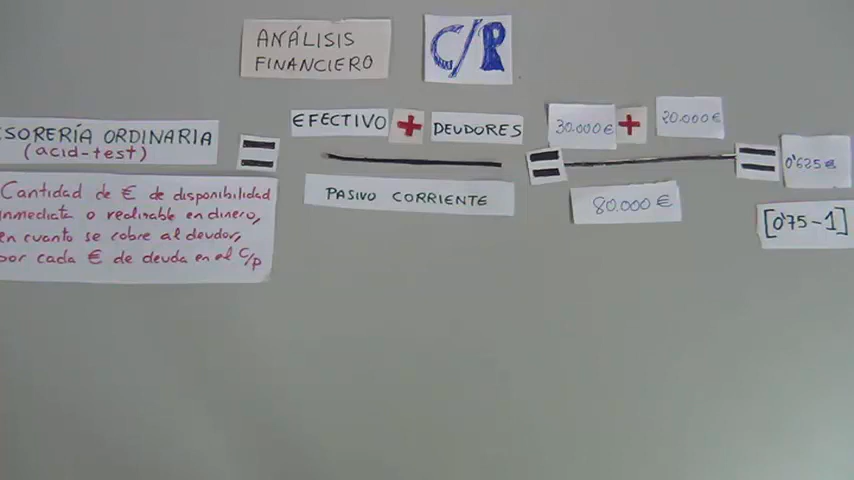 ANÁLISIS
FINANCIERO
C/P
ESORERÍA ORDINARIA
(acid-test)
=
EFECTIVO + DEUDORES
PASIVO CORRIENTE
=
30.000€ + 20.000€
80.000€
=
0'625€
[0'75-1]
Cantidad de € de disponibilidad
inmediata o realizable en dinero,
en cuanto se cobre al deudor,
por cada € de deuda en el C/p